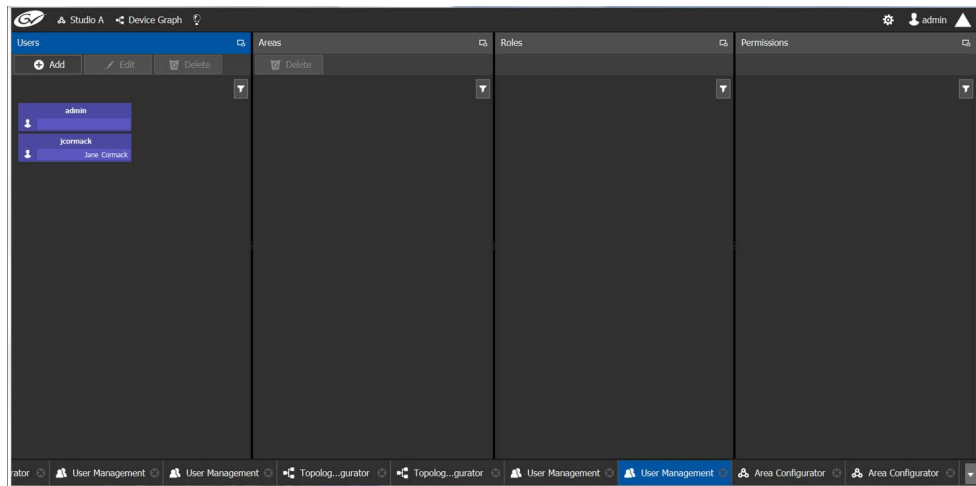 GV Studio A Device Graph admin
Users Areas Roles Permissions
Add Edit Delete Delete
admin
jcormack
Jane Cormack
rator User Management User Management Topolog...gurator Topolog...gurator User Management User Management Area Configurator Area Configurator